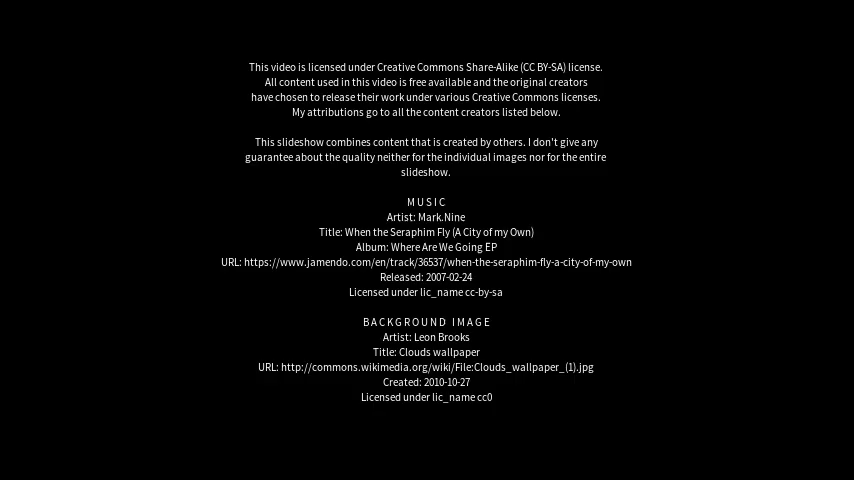 This video is licensed under Creative Commons Share-Alike (CC BY-SA) license.
All content used in this video is free available and the original creators
have chosen to release their work under various Creative Commons licenses.
My attributions go to all the content creators listed below.
This slideshow combines content that is created by others. I don't give any
guarantee about the quality neither for the individual images nor for the entire
slideshow.
MUSIC
Artist: Mark.Nine
Title: When the Seraphim Fly (A City of my Own)
Album: Where Are We Going EP
URL: https://www.jamendo.com/en/track/36537/when-the-seraphim-fly-a-city-of-my-own
Released: 2007-02-24
Licensed under lic_name cc-by-sa
BACKGROUND IMAGE
Artist: Leon Brooks
Title: Clouds wallpaper
URL: http://commons.wikimedia.org/wiki/File:Clouds_wallpaper_(1).jpg
Created: 2010-10-27
Licensed under lic_name cc0